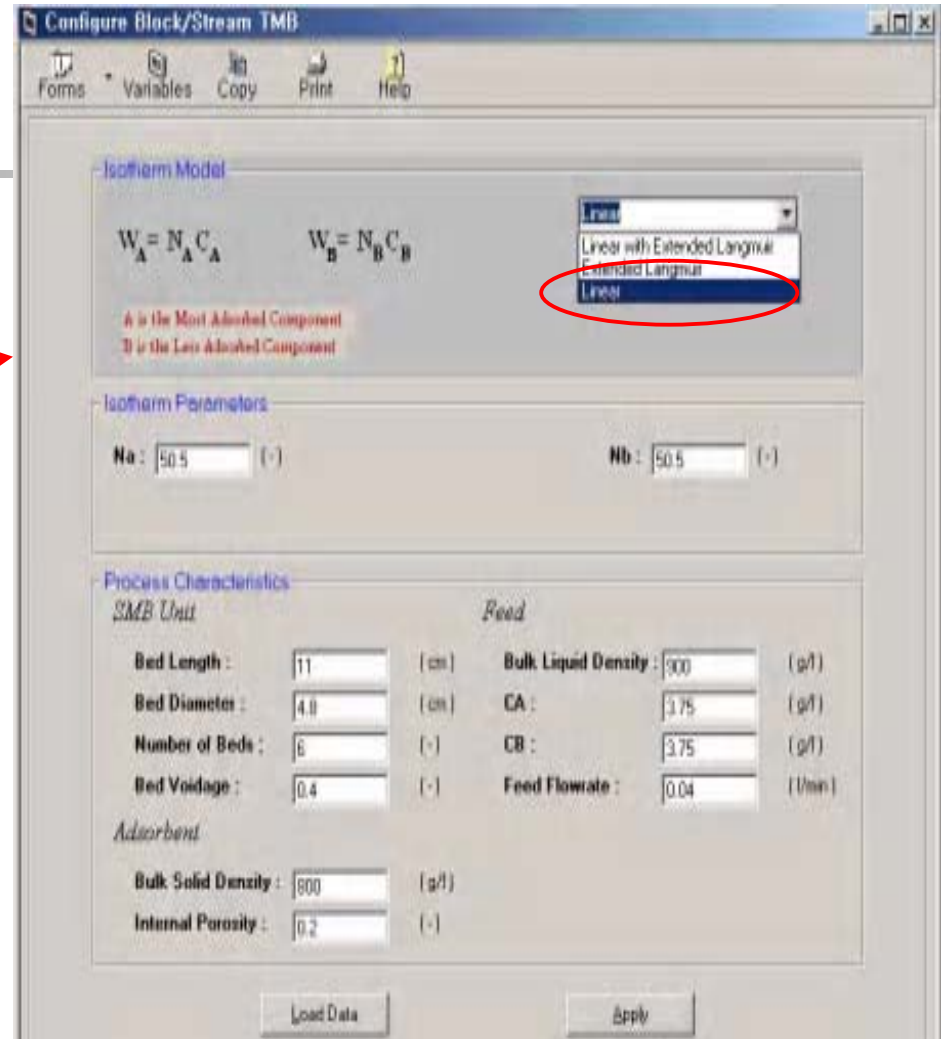 Configure Block/Stream TMB
Forms Variables Copy Print Help
Isotherm Model
W_A = N_A C_A W_B = N_B C_B
Linear
Linear with Extended Langmuir
Extended Langmuir
Linear
A is the Most Adsorbed Component
B is the Less Adsorbed Component
Isotherm Parameters
Na : 50.5 (-) Nb : 50.5 (-)
Process Characteristics
SMB Unit Feed
Bed Length : 11 (cm) Bulk Liquid Density : 900 (g/l)
Bed Diameter : 4.8 (cm) CA : 3.75 (g/l)
Number of Beds : 6 (-) CB : 3.75 (g/l)
Bed Voidage : 0.4 (-) Feed Flowrate : 0.04 (l/min)
Adsorbent
Bulk Solid Density : 800 (g/l)
Internal Porosity : 0.2 (-)
Load Data Apply